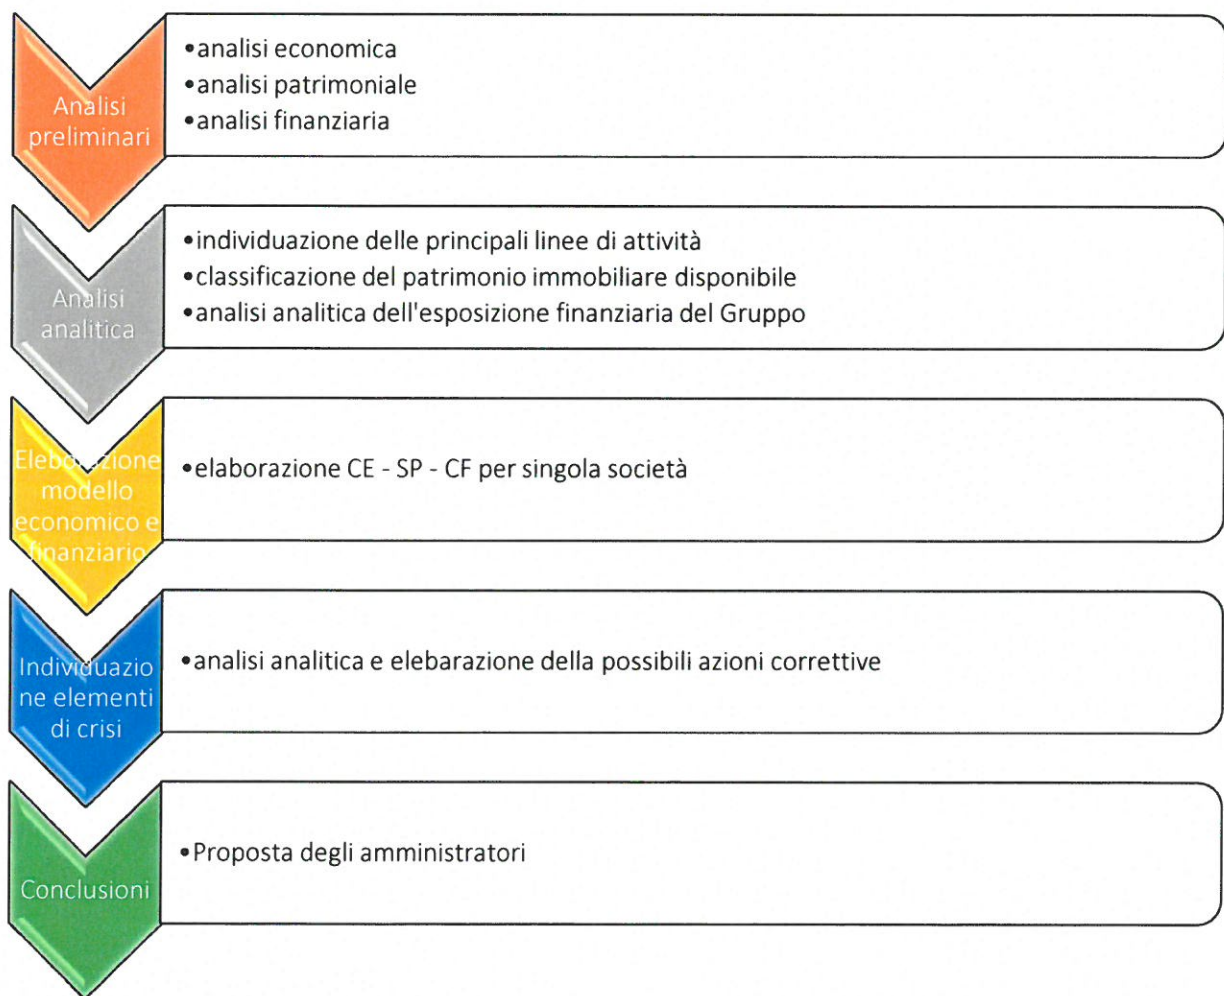 Analisi
preliminari
•analisi economica
•analisi patrimoniale
•analisi finanziaria
Analisi
analitica
•individuazione delle principali linee di attività
•classificazione del patrimonio immobiliare disponibile
•analisi analitica dell'esposizione finanziaria del Gruppo
Eleborazione
modello
economico e
finanziario
•elaborazione CE - SP - CF per singola società
Individuazio
ne elementi
di crisi
•analisi analitica e elebarazione della possibili azioni correttive
Conclusioni
•Proposta degli amministratori